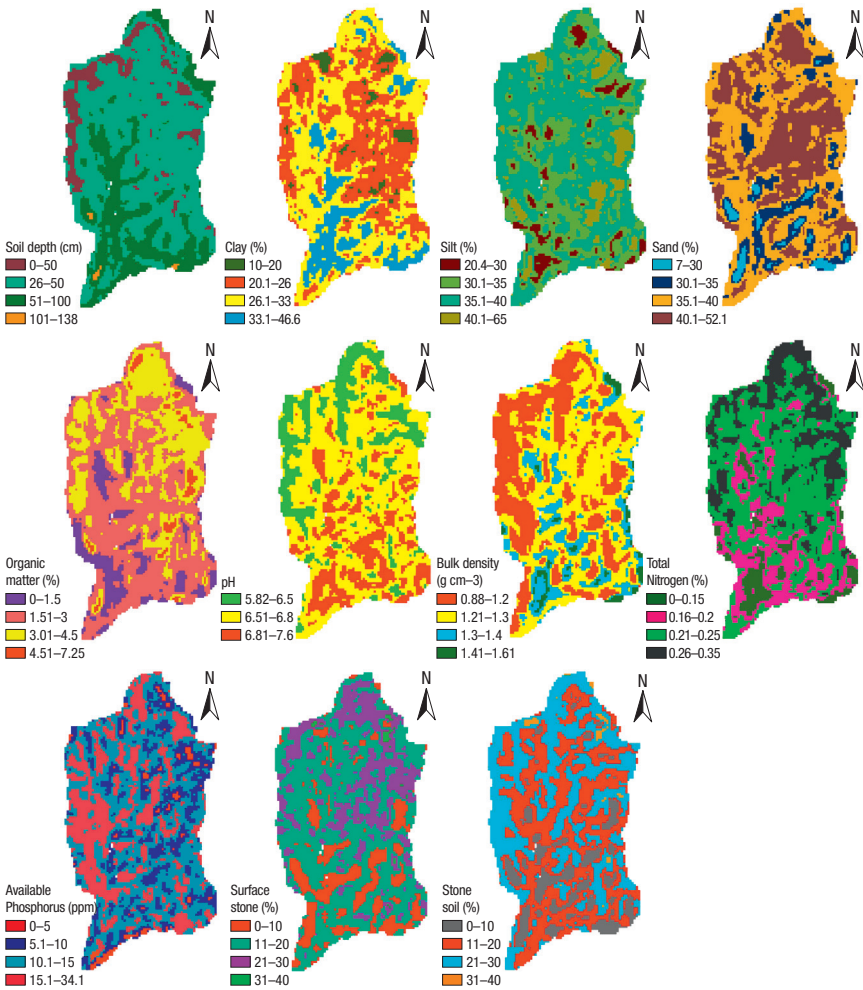 N
N
N
N
Soil depth (cm)
0–50
26–50
51–100
101–138
Clay (%)
10–20
20.1–26
26.1–33
33.1–46.6
Silt (%)
20.4–30
30.1–35
35.1–40
40.1–65
Sand (%)
7–30
30.1–35
35.1–40
40.1–52.1
N
N
N
N
Organic
matter (%)
0–1.5
1.51–3
3.01–4.5
4.51–7.25
pH
5.82–6.5
6.51–6.8
6.81–7.6
Bulk density
(g cm–3)
0.88–1.2
1.21–1.3
1.3–1.4
1.41–1.61
Total
Nitrogen (%)
0–0.15
0.16–0.2
0.21–0.25
0.26–0.35
N
N
N
Available
Phosphorus (ppm)
0–5
5.1–10
10.1–15
15.1–34.1
Surface
stone (%)
0–10
11–20
21–30
31–40
Stone
soil (%)
0–10
11–20
21–30
31–40